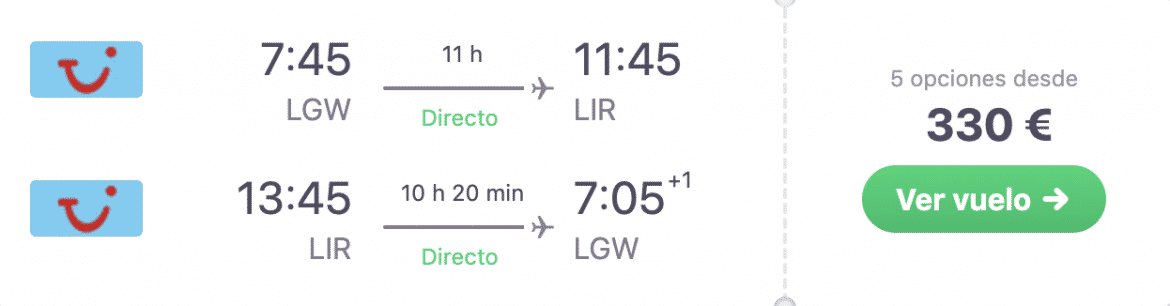 7:45 11 h 11:45
LGW Directo LIR
5 opciones desde
330 €
13:45 10 h 20 min 7:05+1
LIR Directo LGW
Ver vuelo →